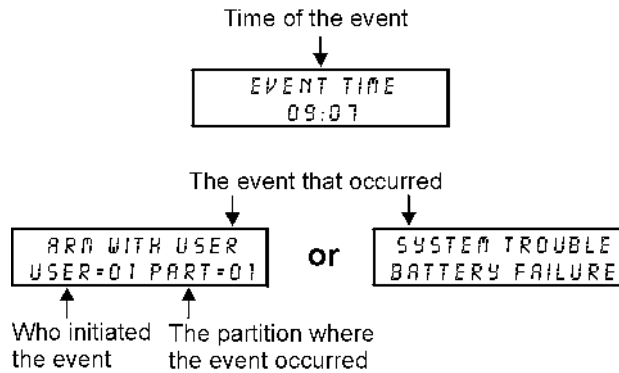 Time of the event
EVENT TIME
09:07
The event that occurred
ARM WITH USER
USER=01 PART=01
or
SYSTEM TROUBLE
BATTERY FAILURE
Who initiated
the event
The partition where
the event occurred